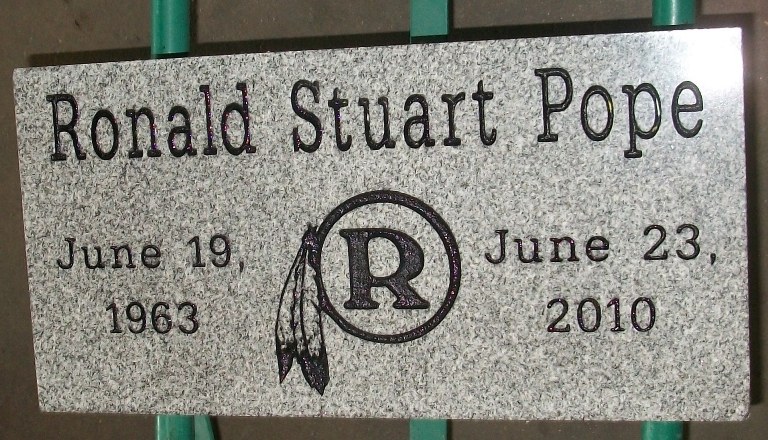 Ronald Stuart Pope
June 19,
1963
R
June 23,
2010